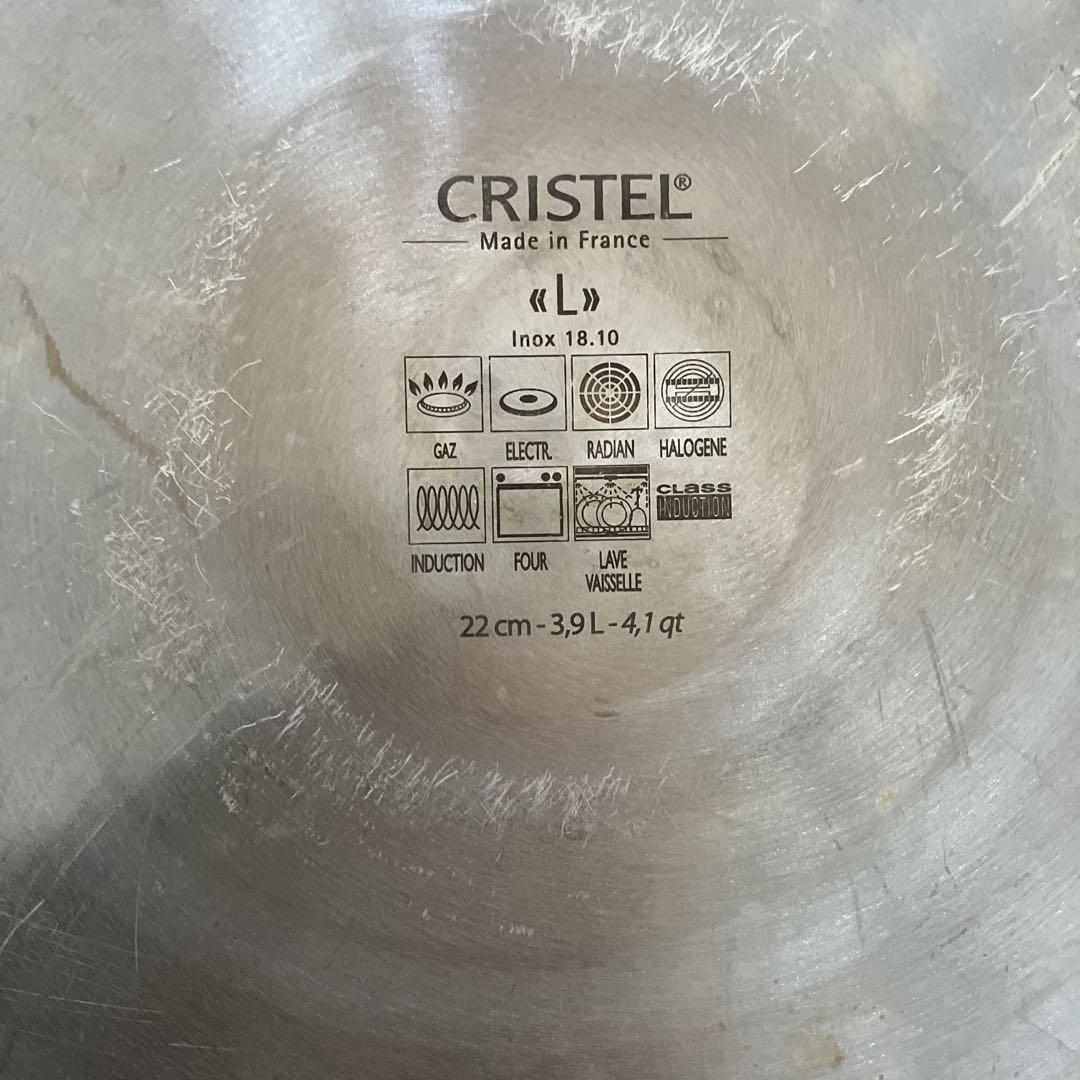 CRISTEL®
Made in France
«L»
Inox 18.10
GAZ ELECTR. RADIAN HALOGENE
INDUCTION FOUR LAVE VAISSELLE
CLASS INDUCTION
22 cm - 3,9 L - 4,1 qt